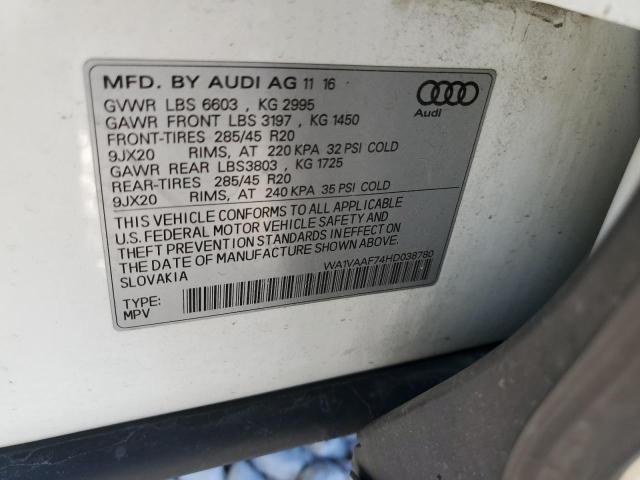 MFD. BY AUDI AG 11 16
Audi
GVWR LBS 6603 , KG 2995
GAWR FRONT LBS 3197 , KG 1450
FRONT-TIRES 285/45 R20
9JX20 RIMS, AT 220 KPA 32 PSI COLD
GAWR REAR LBS3803 , KG 1725
REAR-TIRES 285/45 R20
9JX20 RIMS, AT 240 KPA 35 PSI COLD
THIS VEHICLE CONFORMS TO ALL APPLICABLE
U.S. FEDERAL MOTOR VEHICLE SAFETY AND
THEFT PREVENTION STANDARDS IN EFFECT ON
THE DATE OF MANUFACTURE SHOWN ABOVE.
SLOVAKIA
WA1VAAF74HD038780
TYPE:
MPV